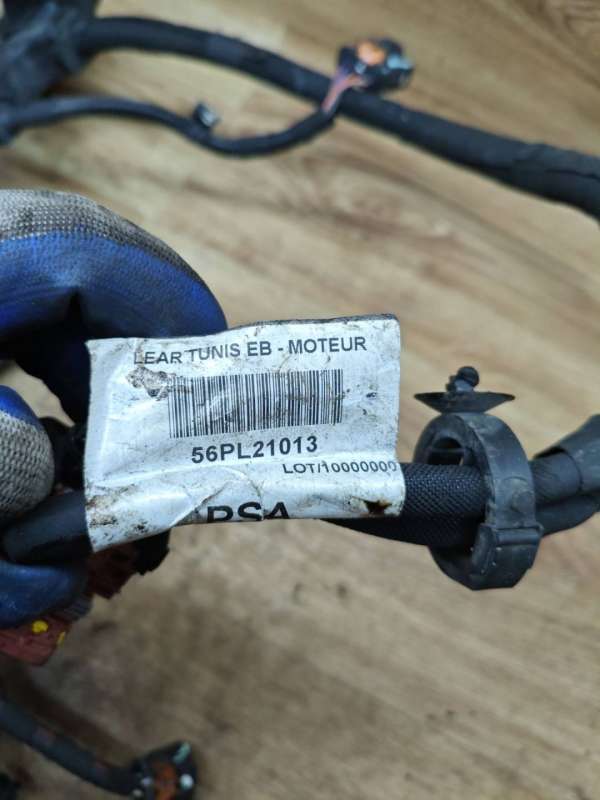 LEAR TUNIS EB - MOTEUR
56PL21013
LOT/10000000
PSA